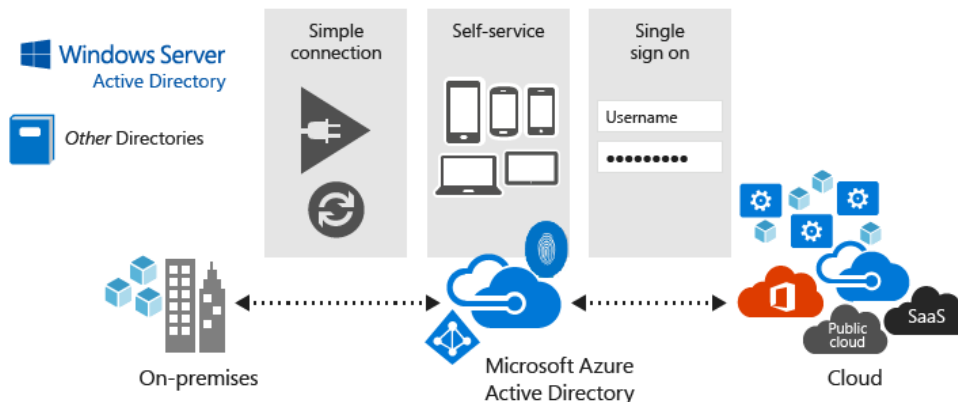 Windows Server
Active Directory
Other Directories
Simple
connection
Self-service
Single
sign on
Username
●●●●●●●●●
On-premises
Microsoft Azure
Active Directory
Public
cloud
SaaS
Cloud